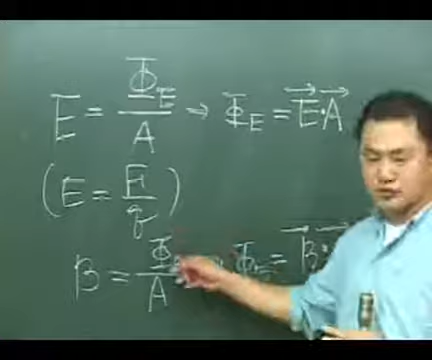 E = Φ_E / A → Φ_E = E⃗·A⃗
(E = F / q)
B = Φ / A → Φ = B⃗·